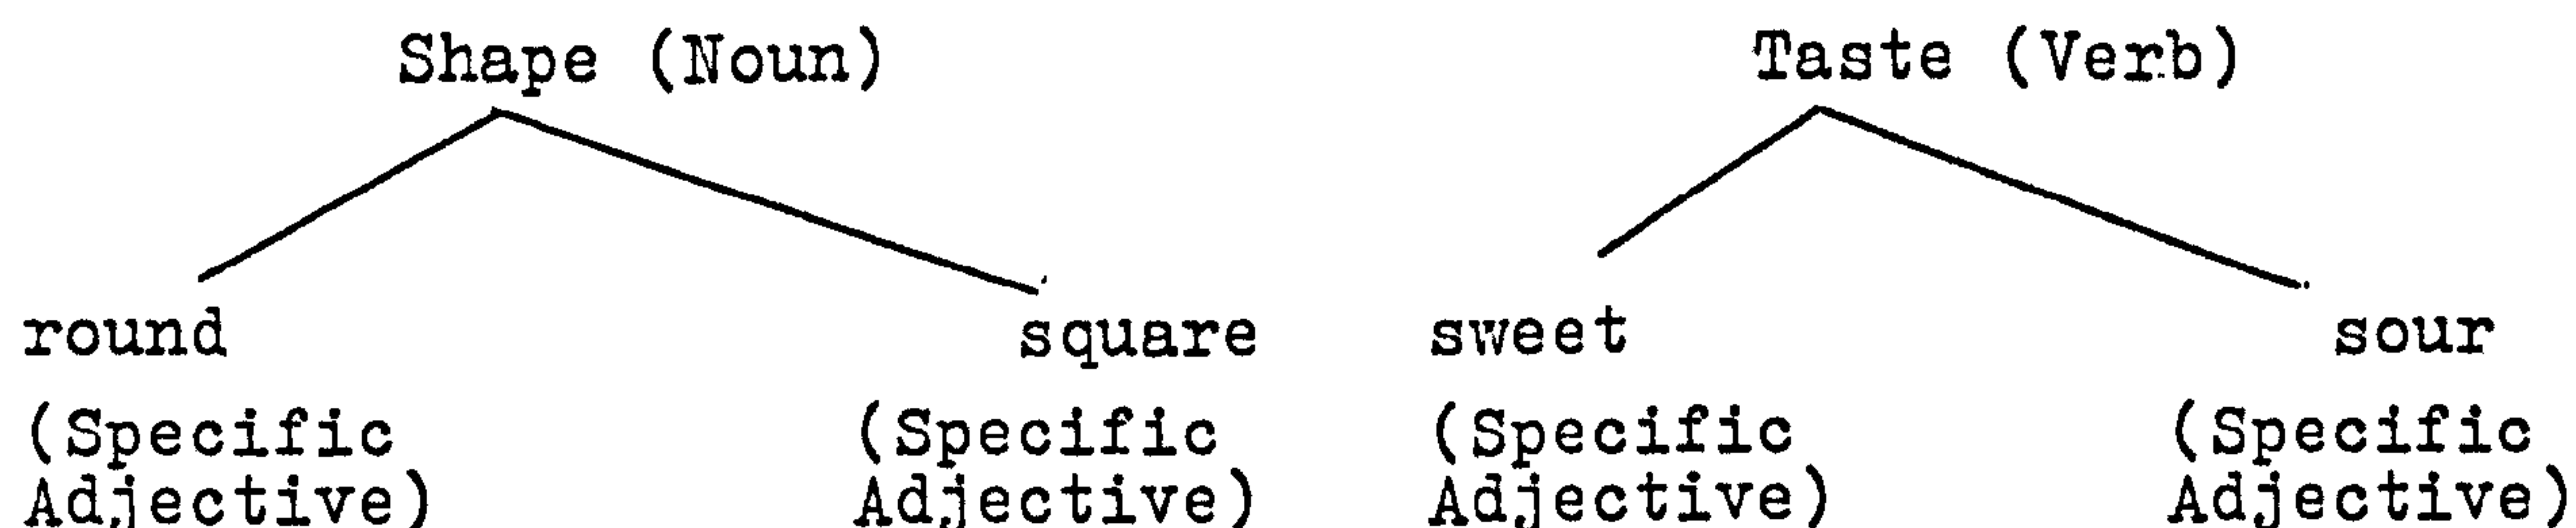 Shape (Noun) Taste (Verb)
round square sweet sour
(Specific (Specific (Specific (Specific
Adjective) Adjective) Adjective) Adjective)